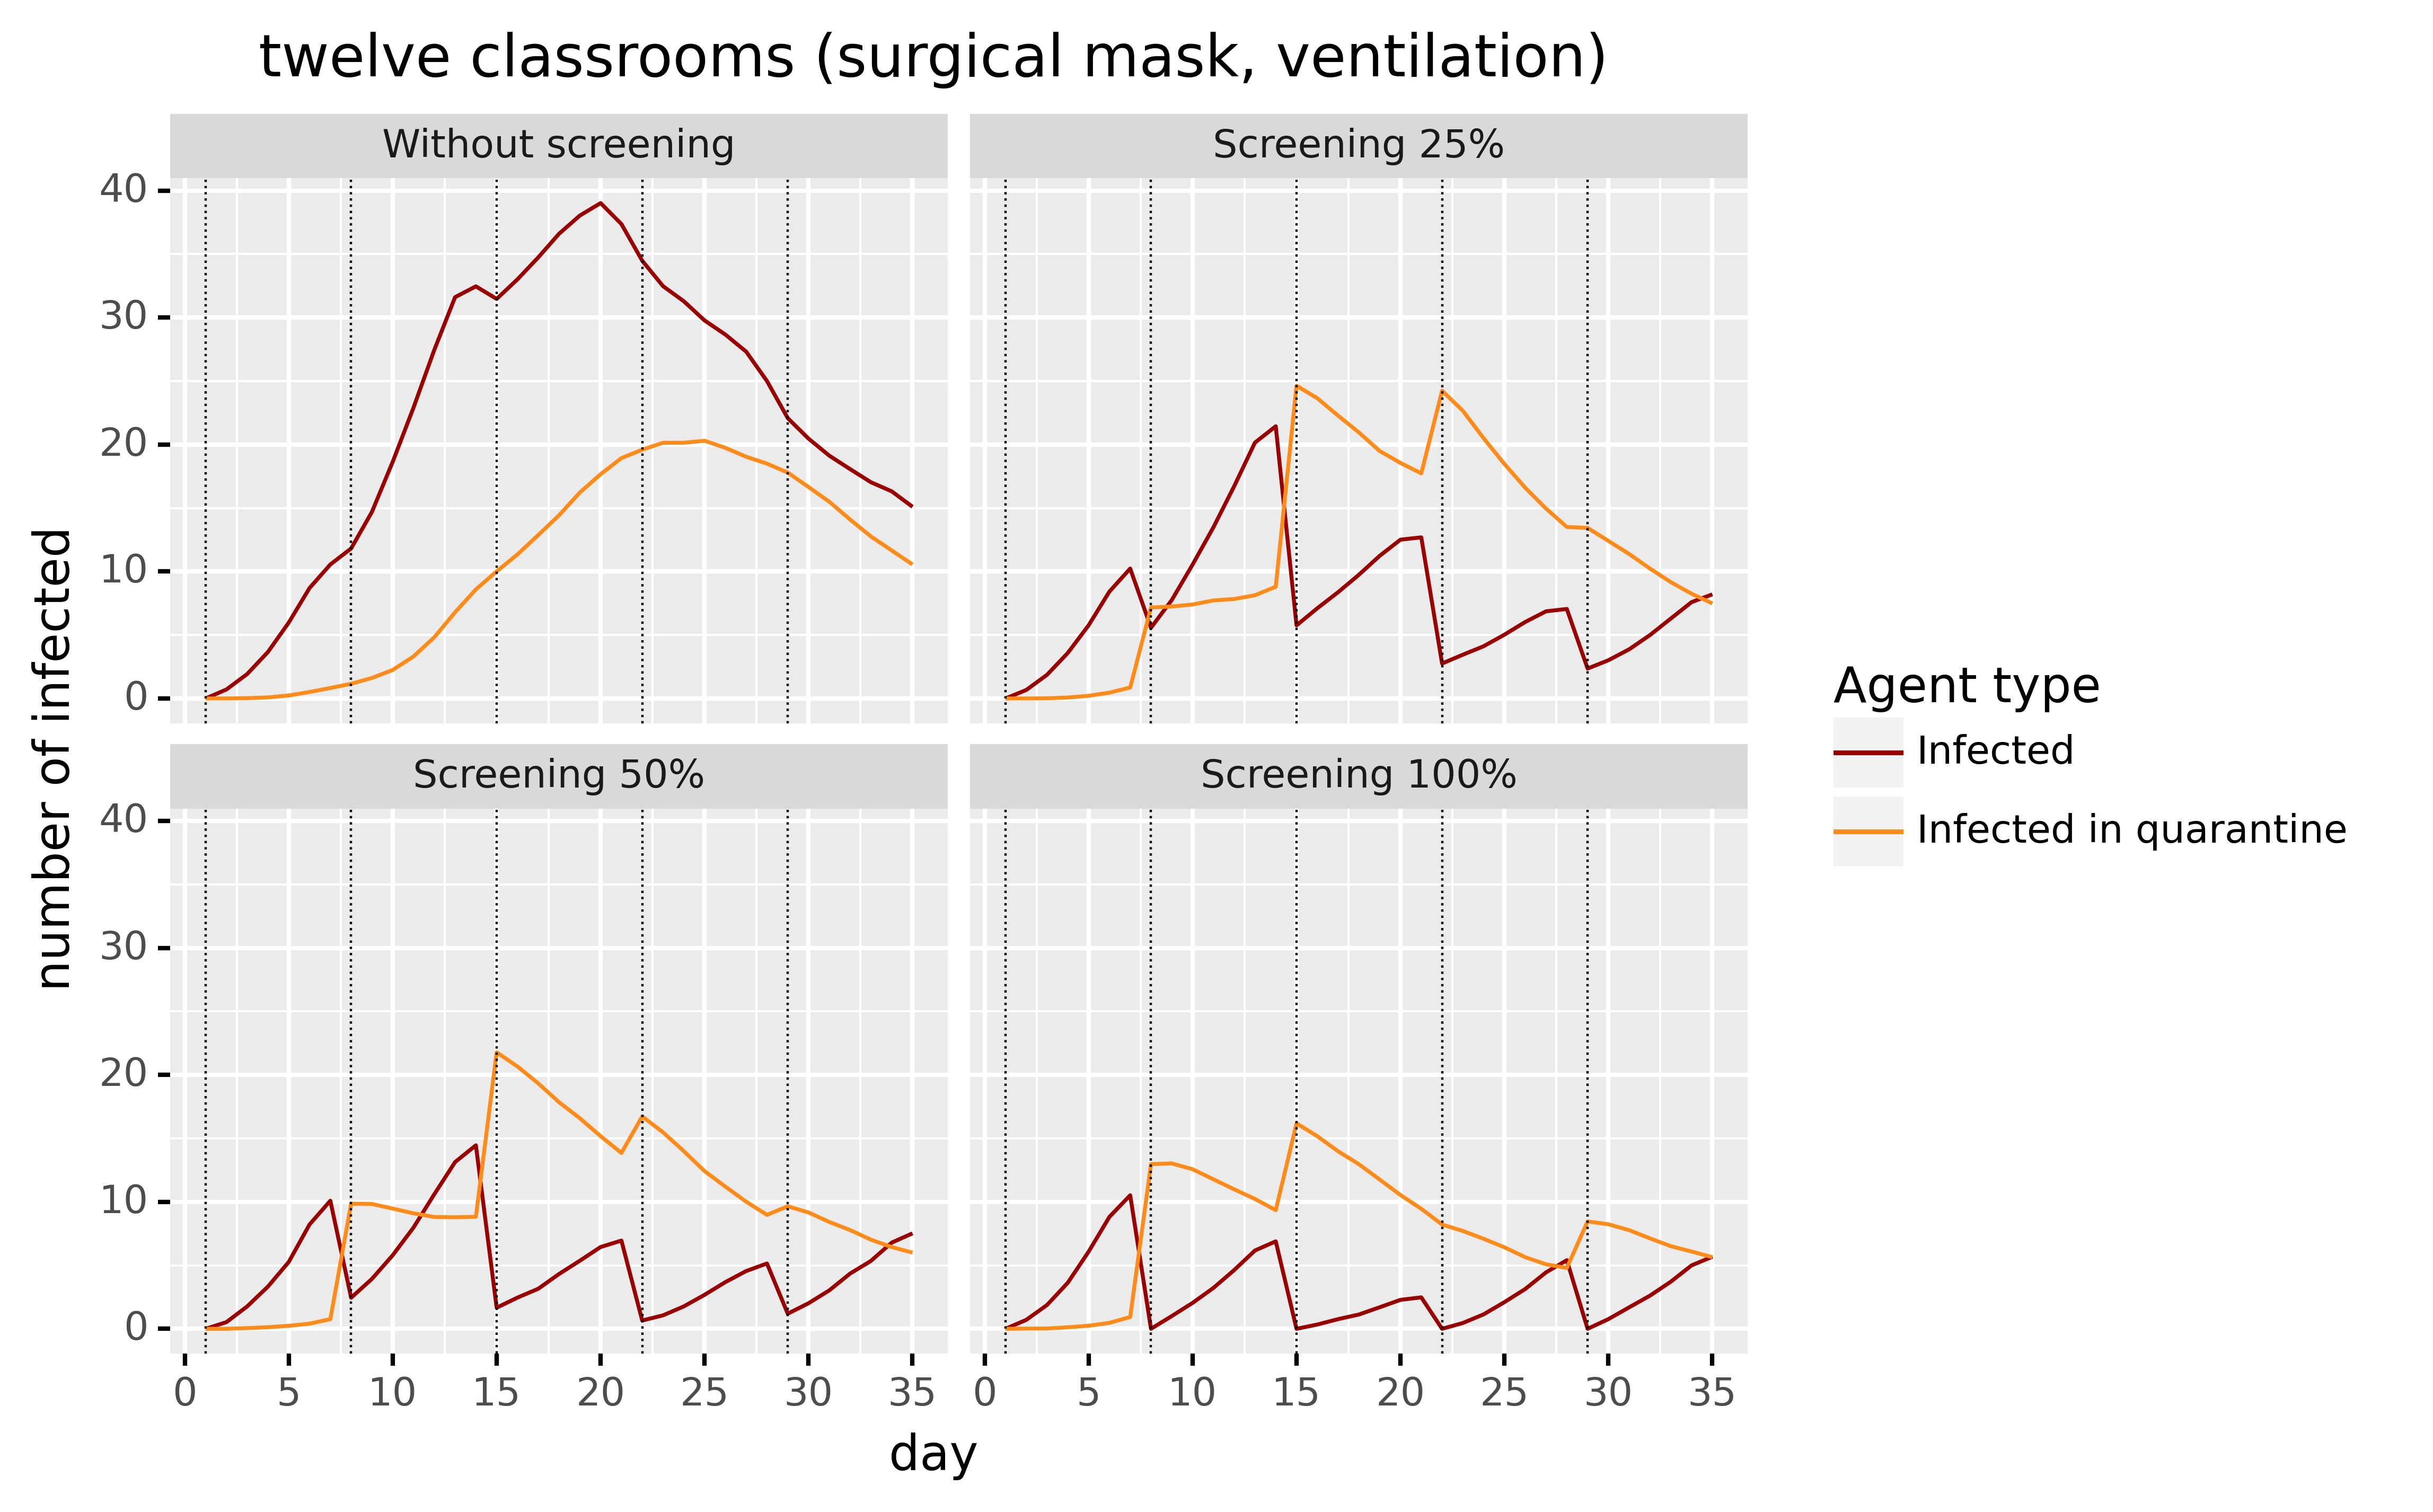 twelve classrooms (surgical mask, ventilation)
Without screening
Screening 25%
40
30
20
10
0
Screening 50%
Screening 100%
40
30
20
10
0
0 5 10 15 20 25 30 35
0 5 10 15 20 25 30 35
day
number of infected
Agent type
Infected
Infected in quarantine